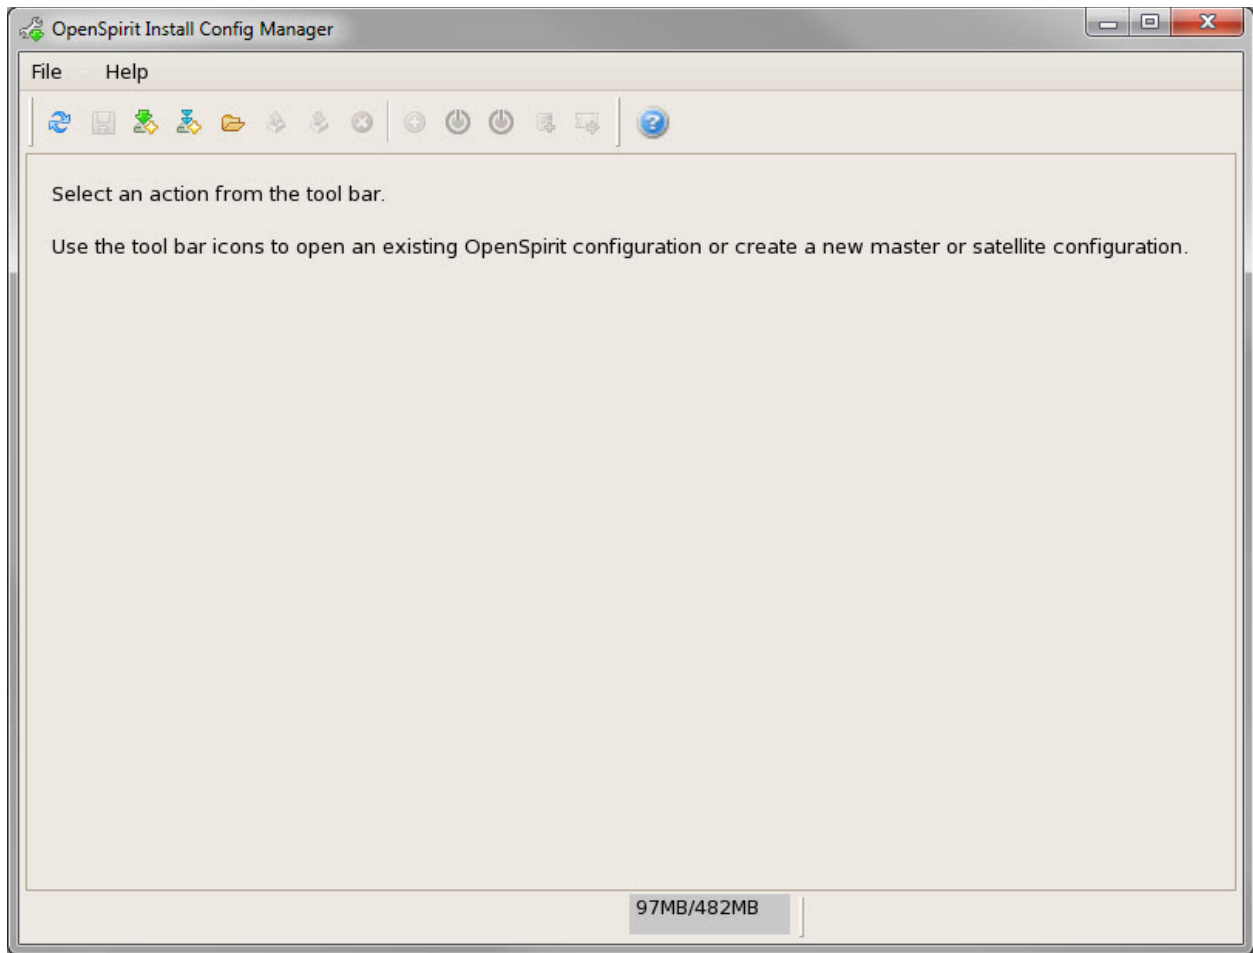 OpenSpirit Install Config Manager
File Help
Select an action from the tool bar.
Use the tool bar icons to open an existing OpenSpirit configuration or create a new master or satellite configuration.
97MB/482MB